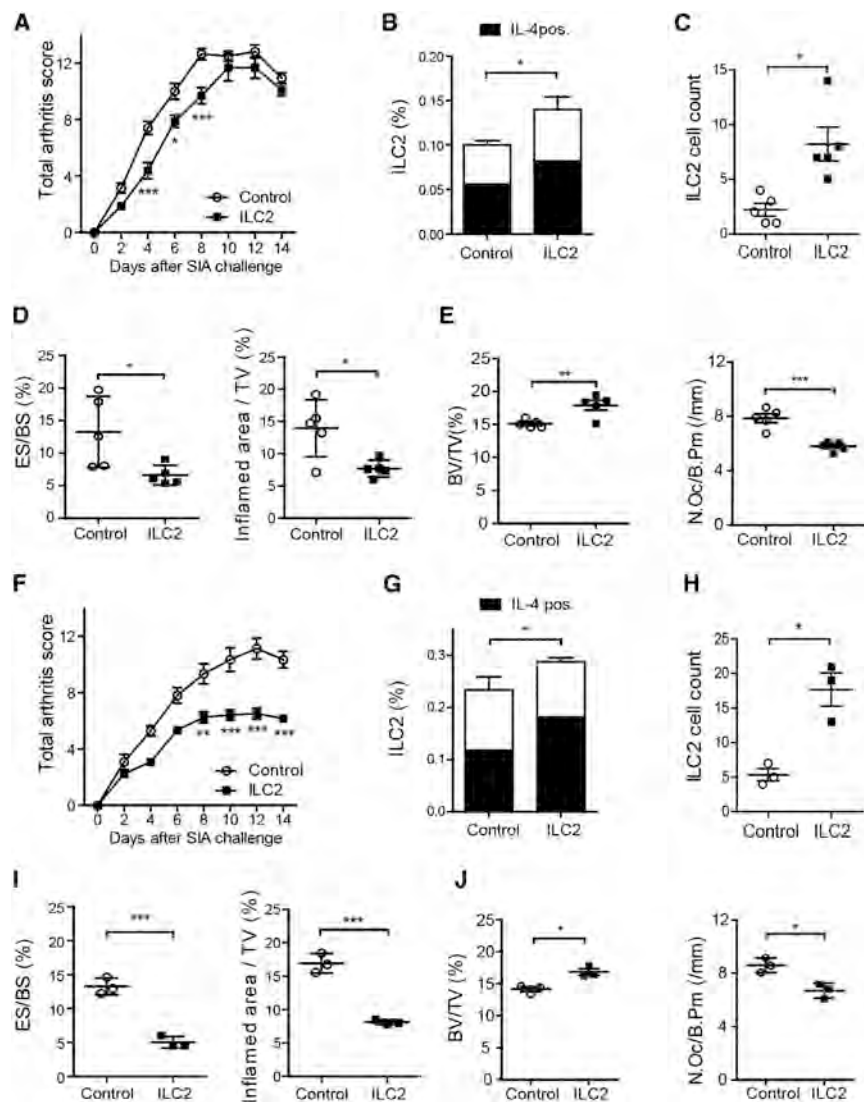 A
Total arthritis score
12
8
4
0
***
*
***
Control
ILC2
0 2 4 6 8 10 12 14
Days after SIA challenge
B
IL-4pos.
ILC2 (%)
0.20
0.15
0.10
0.05
0.00
*
Control ILC2
C
ILC2 cell count
10
5
0
*
Control ILC2
D
ES/BS (%)
25
20
15
10
5
0
*
Control ILC2
Inflamed area / TV (%)
25
20
15
10
5
0
*
Control ILC2
E
BV/TV(%)
25
20
15
10
5
0
**
Control ILC2
N.Oc/B.Pm (/mm)
12
8
4
0
***
Control ILC2
F
Total arthritis score
12
8
4
0
** *** *** ***
Control
ILC2
0 2 4 6 8 10 12 14
Days after SIA challenge
G
IL-4 pos.
ILC2 (%)
0.3
0.2
0.1
0.0
Control ILC2
H
ILC2 cell count
25
20
15
10
5
0
*
Control ILC2
I
ES/BS (%)
25
20
15
10
5
0
***
Control ILC2
Inflamed area / TV (%)
25
20
15
10
5
0
***
Control ILC2
J
BV/TV (%)
25
20
15
10
5
0
*
Control ILC2
N.Oc/B.Pm (/mm)
12
8
4
0
*
Control ILC2